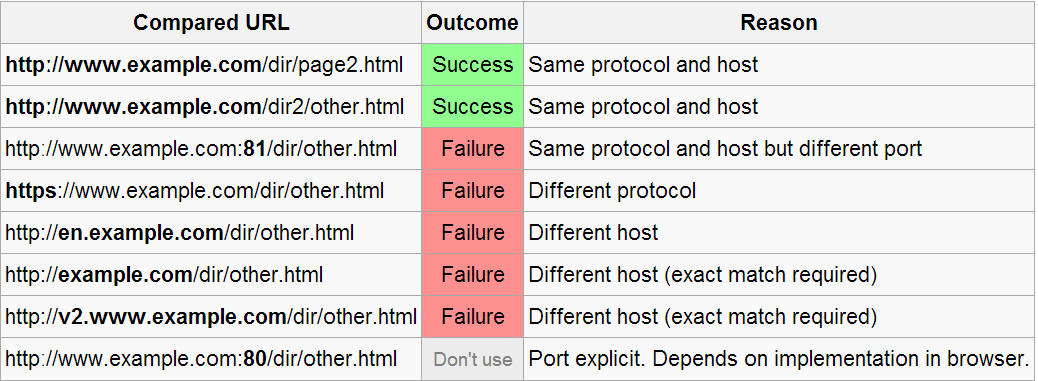 Compared URL Outcome Reason
http://www.example.com/dir/page2.html Success Same protocol and host
http://www.example.com/dir2/other.html Success Same protocol and host
http://www.example.com:81/dir/other.html Failure Same protocol and host but different port
https://www.example.com/dir/other.html Failure Different protocol
http://en.example.com/dir/other.html Failure Different host
http://example.com/dir/other.html Failure Different host (exact match required)
http://v2.www.example.com/dir/other.html Failure Different host (exact match required)
http://www.example.com:80/dir/other.html Don't use Port explicit. Depends on implementation in browser.